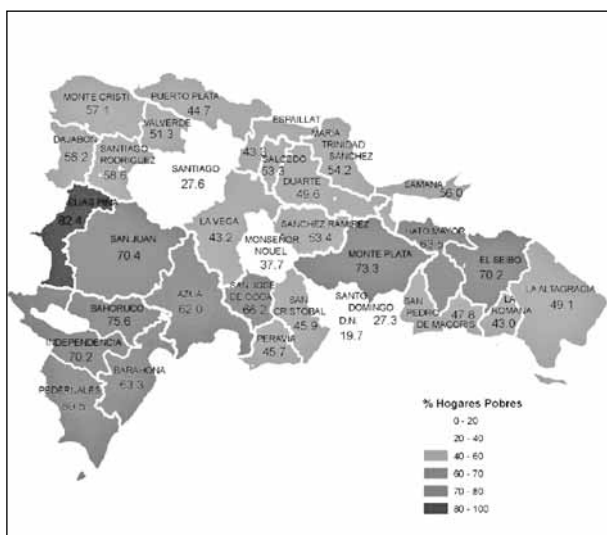 MONTE CRISTI
57.1
PUERTO PLATA
44.7
VALVERDE
51.3
ESPAILLAT
43.3
MARIA
TRINIDAD
SANCHEZ
54.2
DAJABON
SANTIAGO
RODRIGUEZ
58.6
SANTIAGO
27.6
SALCEDO
53.3
DUARTE
49.6
SAMANA
56.0
ELIAS PIÑA
82.4
SAN JUAN
70.4
LA VEGA
43.2
MONSEÑOR
NOUEL
37.7
SANCHEZ RAMIREZ
53.4
MONTE PLATA
73.3
HATO MAYOR
63.5
EL SEIBO
70.2
LA ALTAGRACIA
49.1
AZUA
62.0
SAN JOSE
DE OCOA
66.2
SAN
CRISTOBAL
45.9
SANTO
DOMINGO
27.3
D.N.
19.7
SAN
PEDRO
DE MACORIS
47.8
LA
ROMANA
43.0
BAHORUCO
75.6
PERAVIA
45.7
INDEPENDENCIA
70.2
BARAHONA
63.3
PEDERNALES
% Hogares Pobres
0 - 20
20 - 40
40 - 60
60 - 70
70 - 80
80 - 100